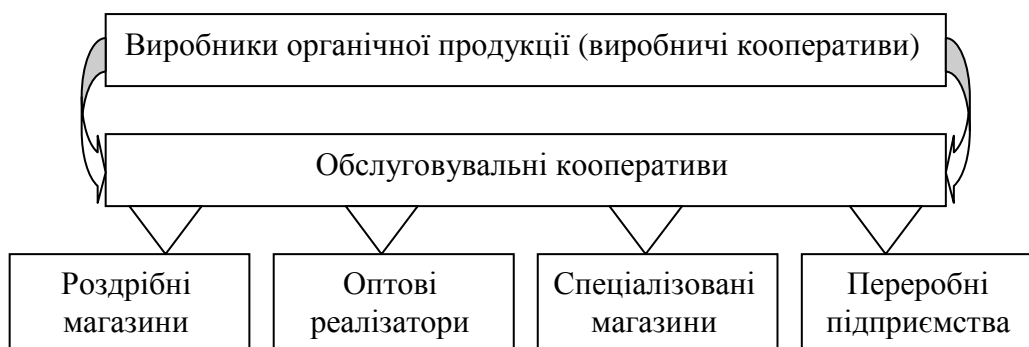 Виробники органічної продукції (виробничі кооперативи)
Обслуговувальні кооперативи
Роздрібні
магазини
Оптові
реалізатори
Спеціалізовані
магазини
Переробні
підприємства